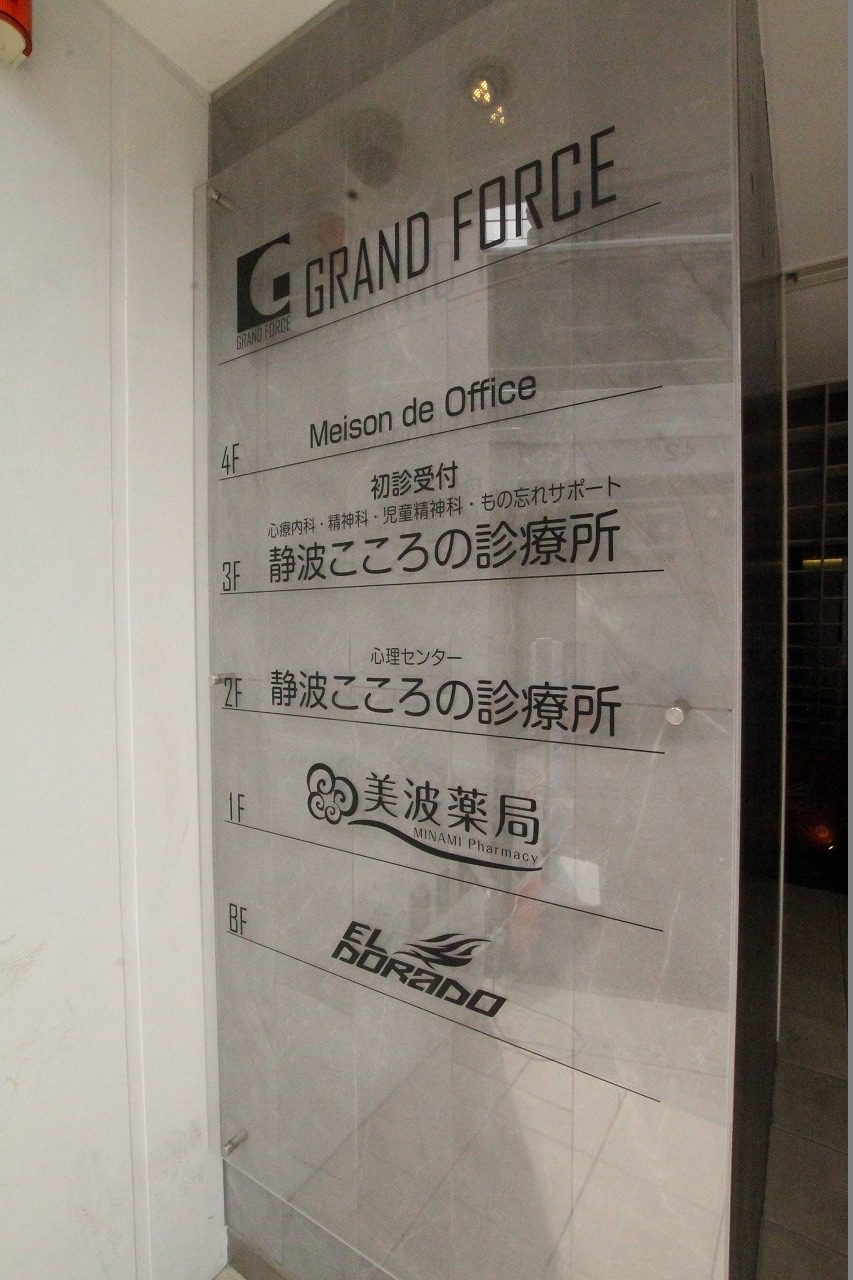 GRAND FORCE
G
GRAND FORCE
4F
Meison de Office
初診受付
心療内科・精神科・児童精神科・もの忘れサポート
3F
静波こころの診療所
心理センター
2F
静波こころの診療所
1F
美波薬局
MINAMI Pharmacy
BF
EL
DORADO